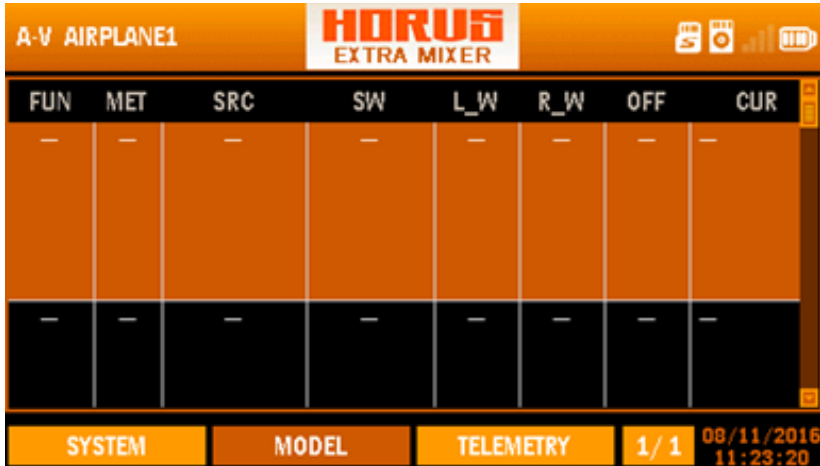 A-V AIRPLANE1
HORUS
EXTRA MIXER
FUN MET SRC SW L_W R_W OFF CUR
— — — — — — — —
— — — — — — — —
SYSTEM MODEL TELEMETRY 1/1 08/11/2016
11:23:20